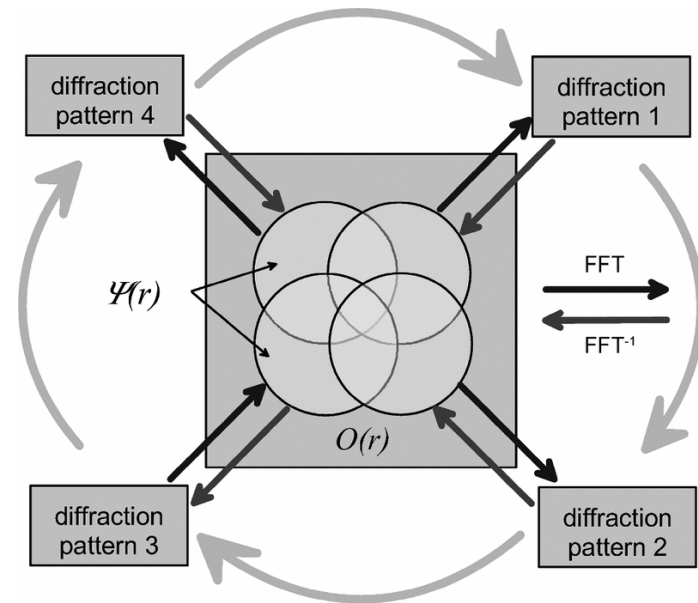 diffraction
pattern 4
diffraction
pattern 1
FFT
FFT⁻¹
Ψ(r)
O(r)
diffraction
pattern 3
diffraction
pattern 2